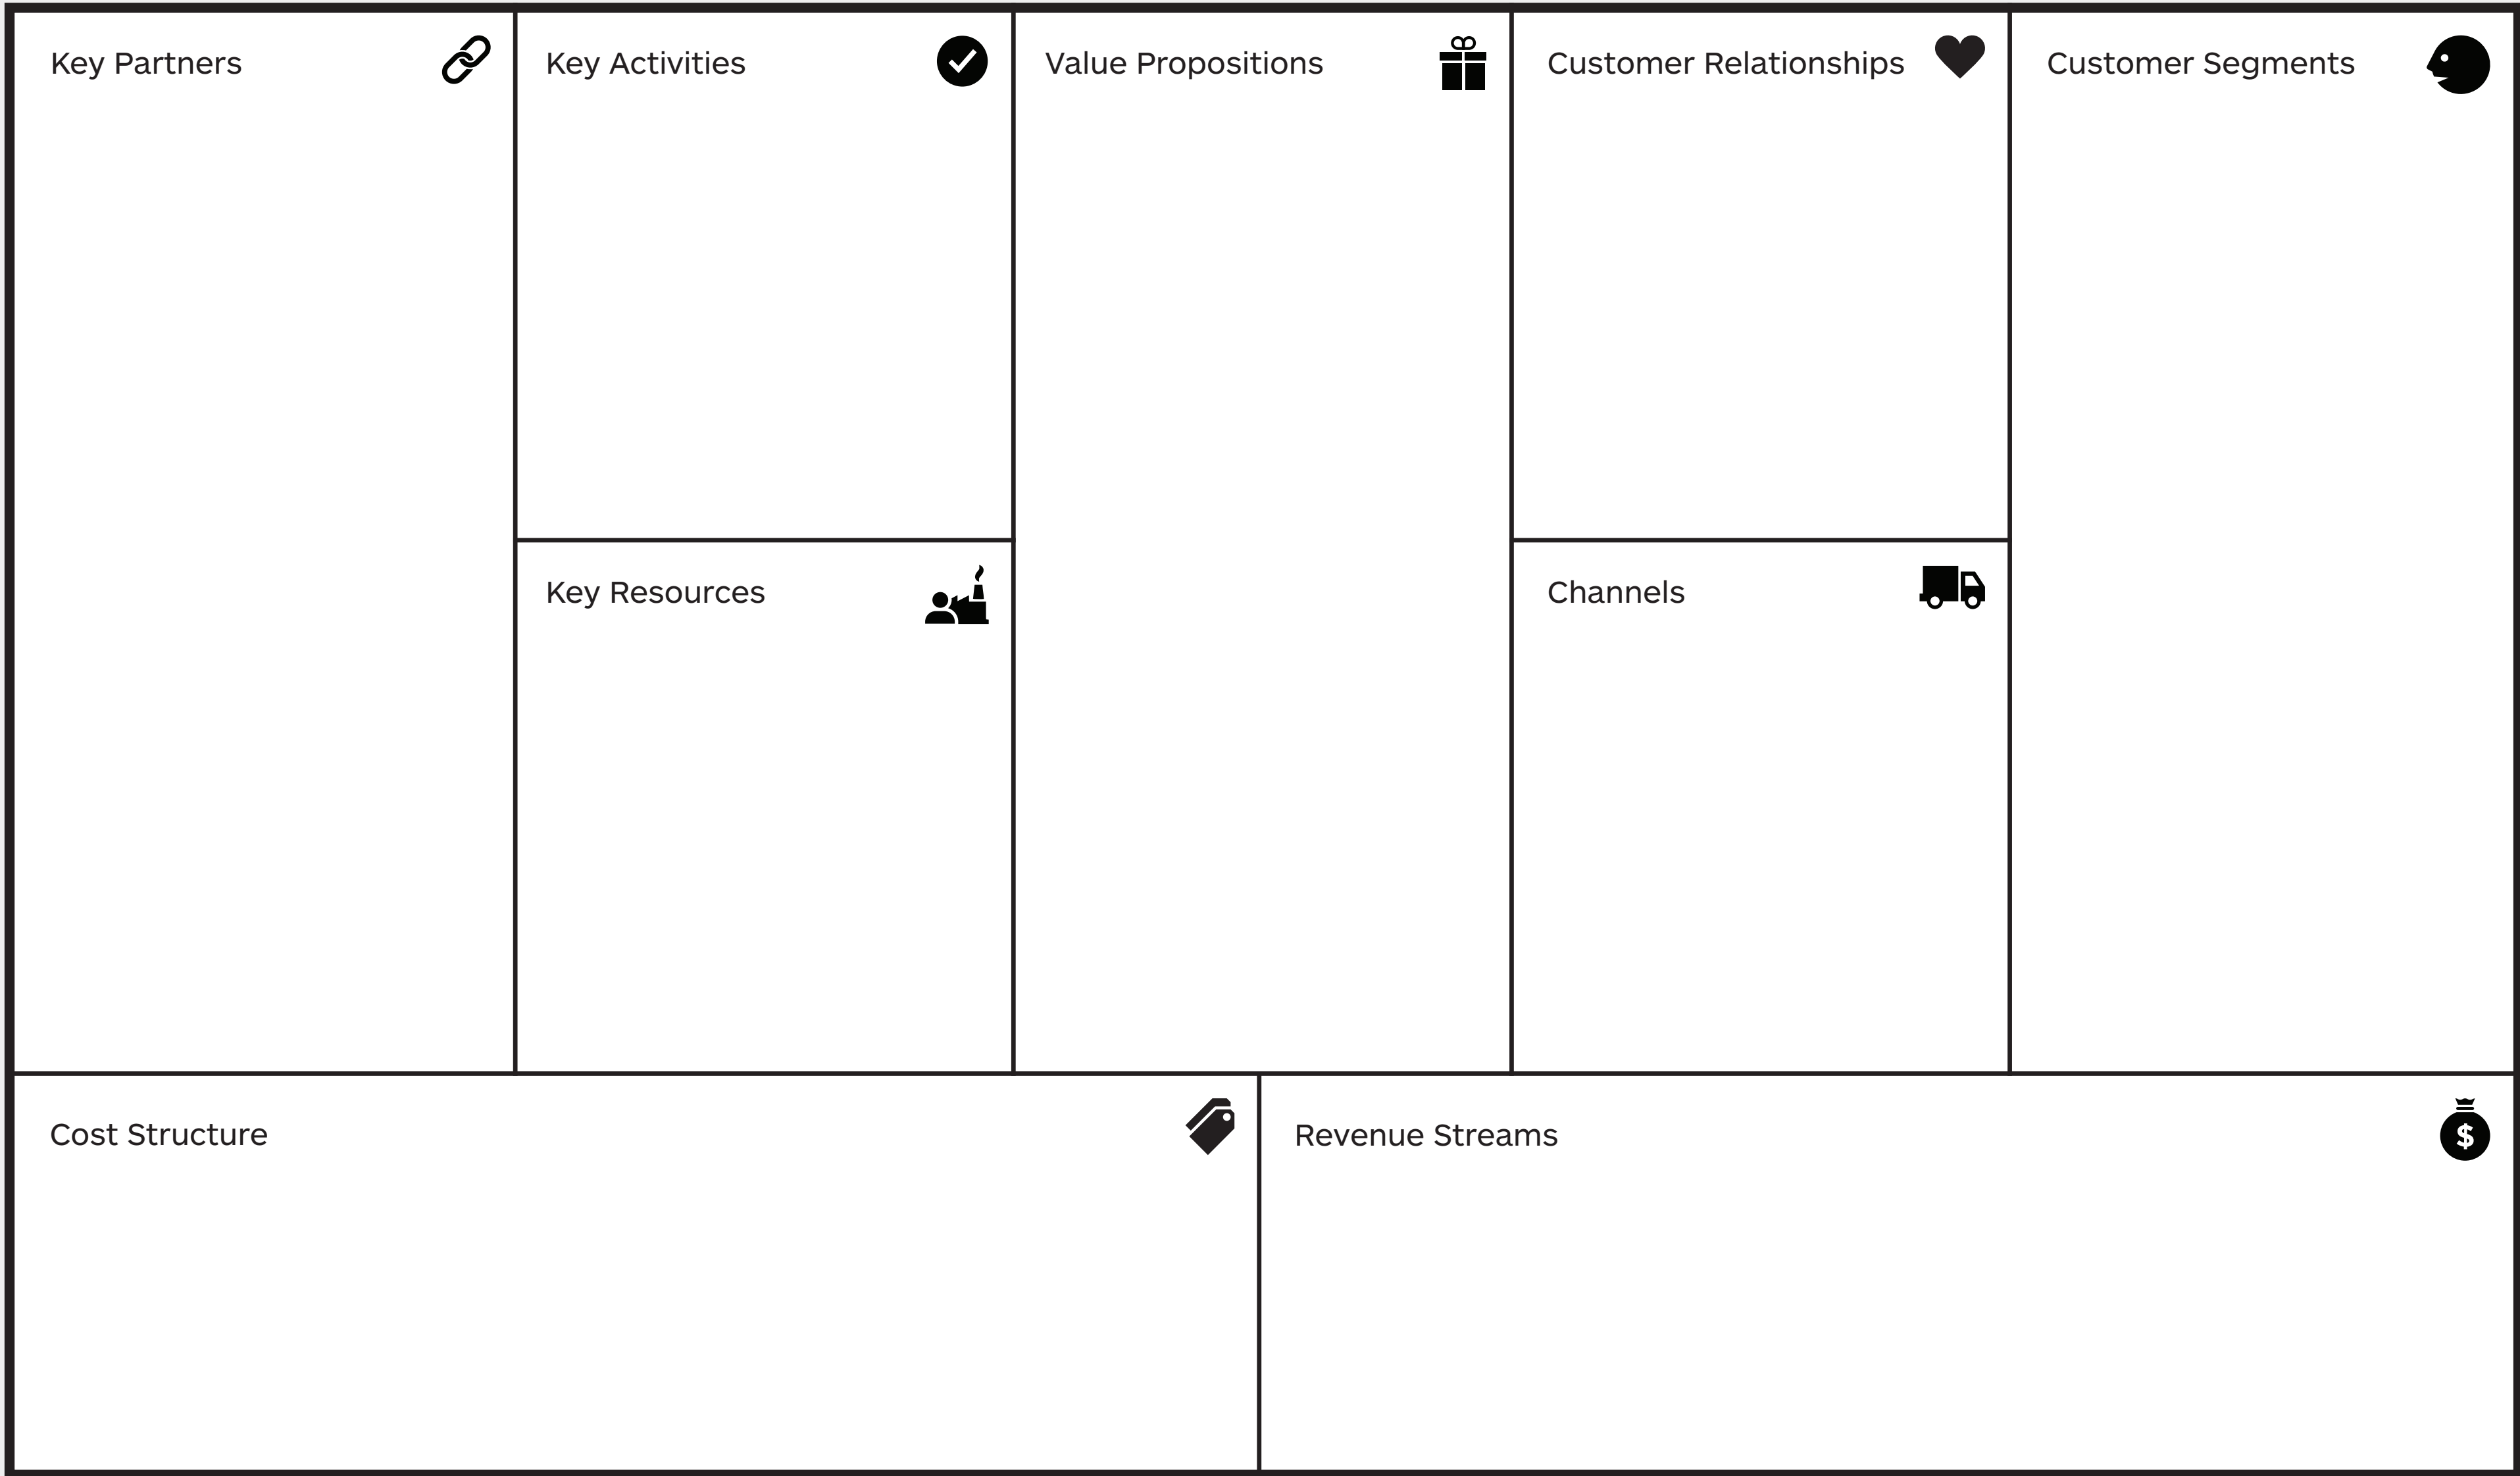 Key Partners
Key Activities
Value Propositions
Customer Relationships
Customer Segments
Key Resources
Channels
Cost Structure
Revenue Streams
$